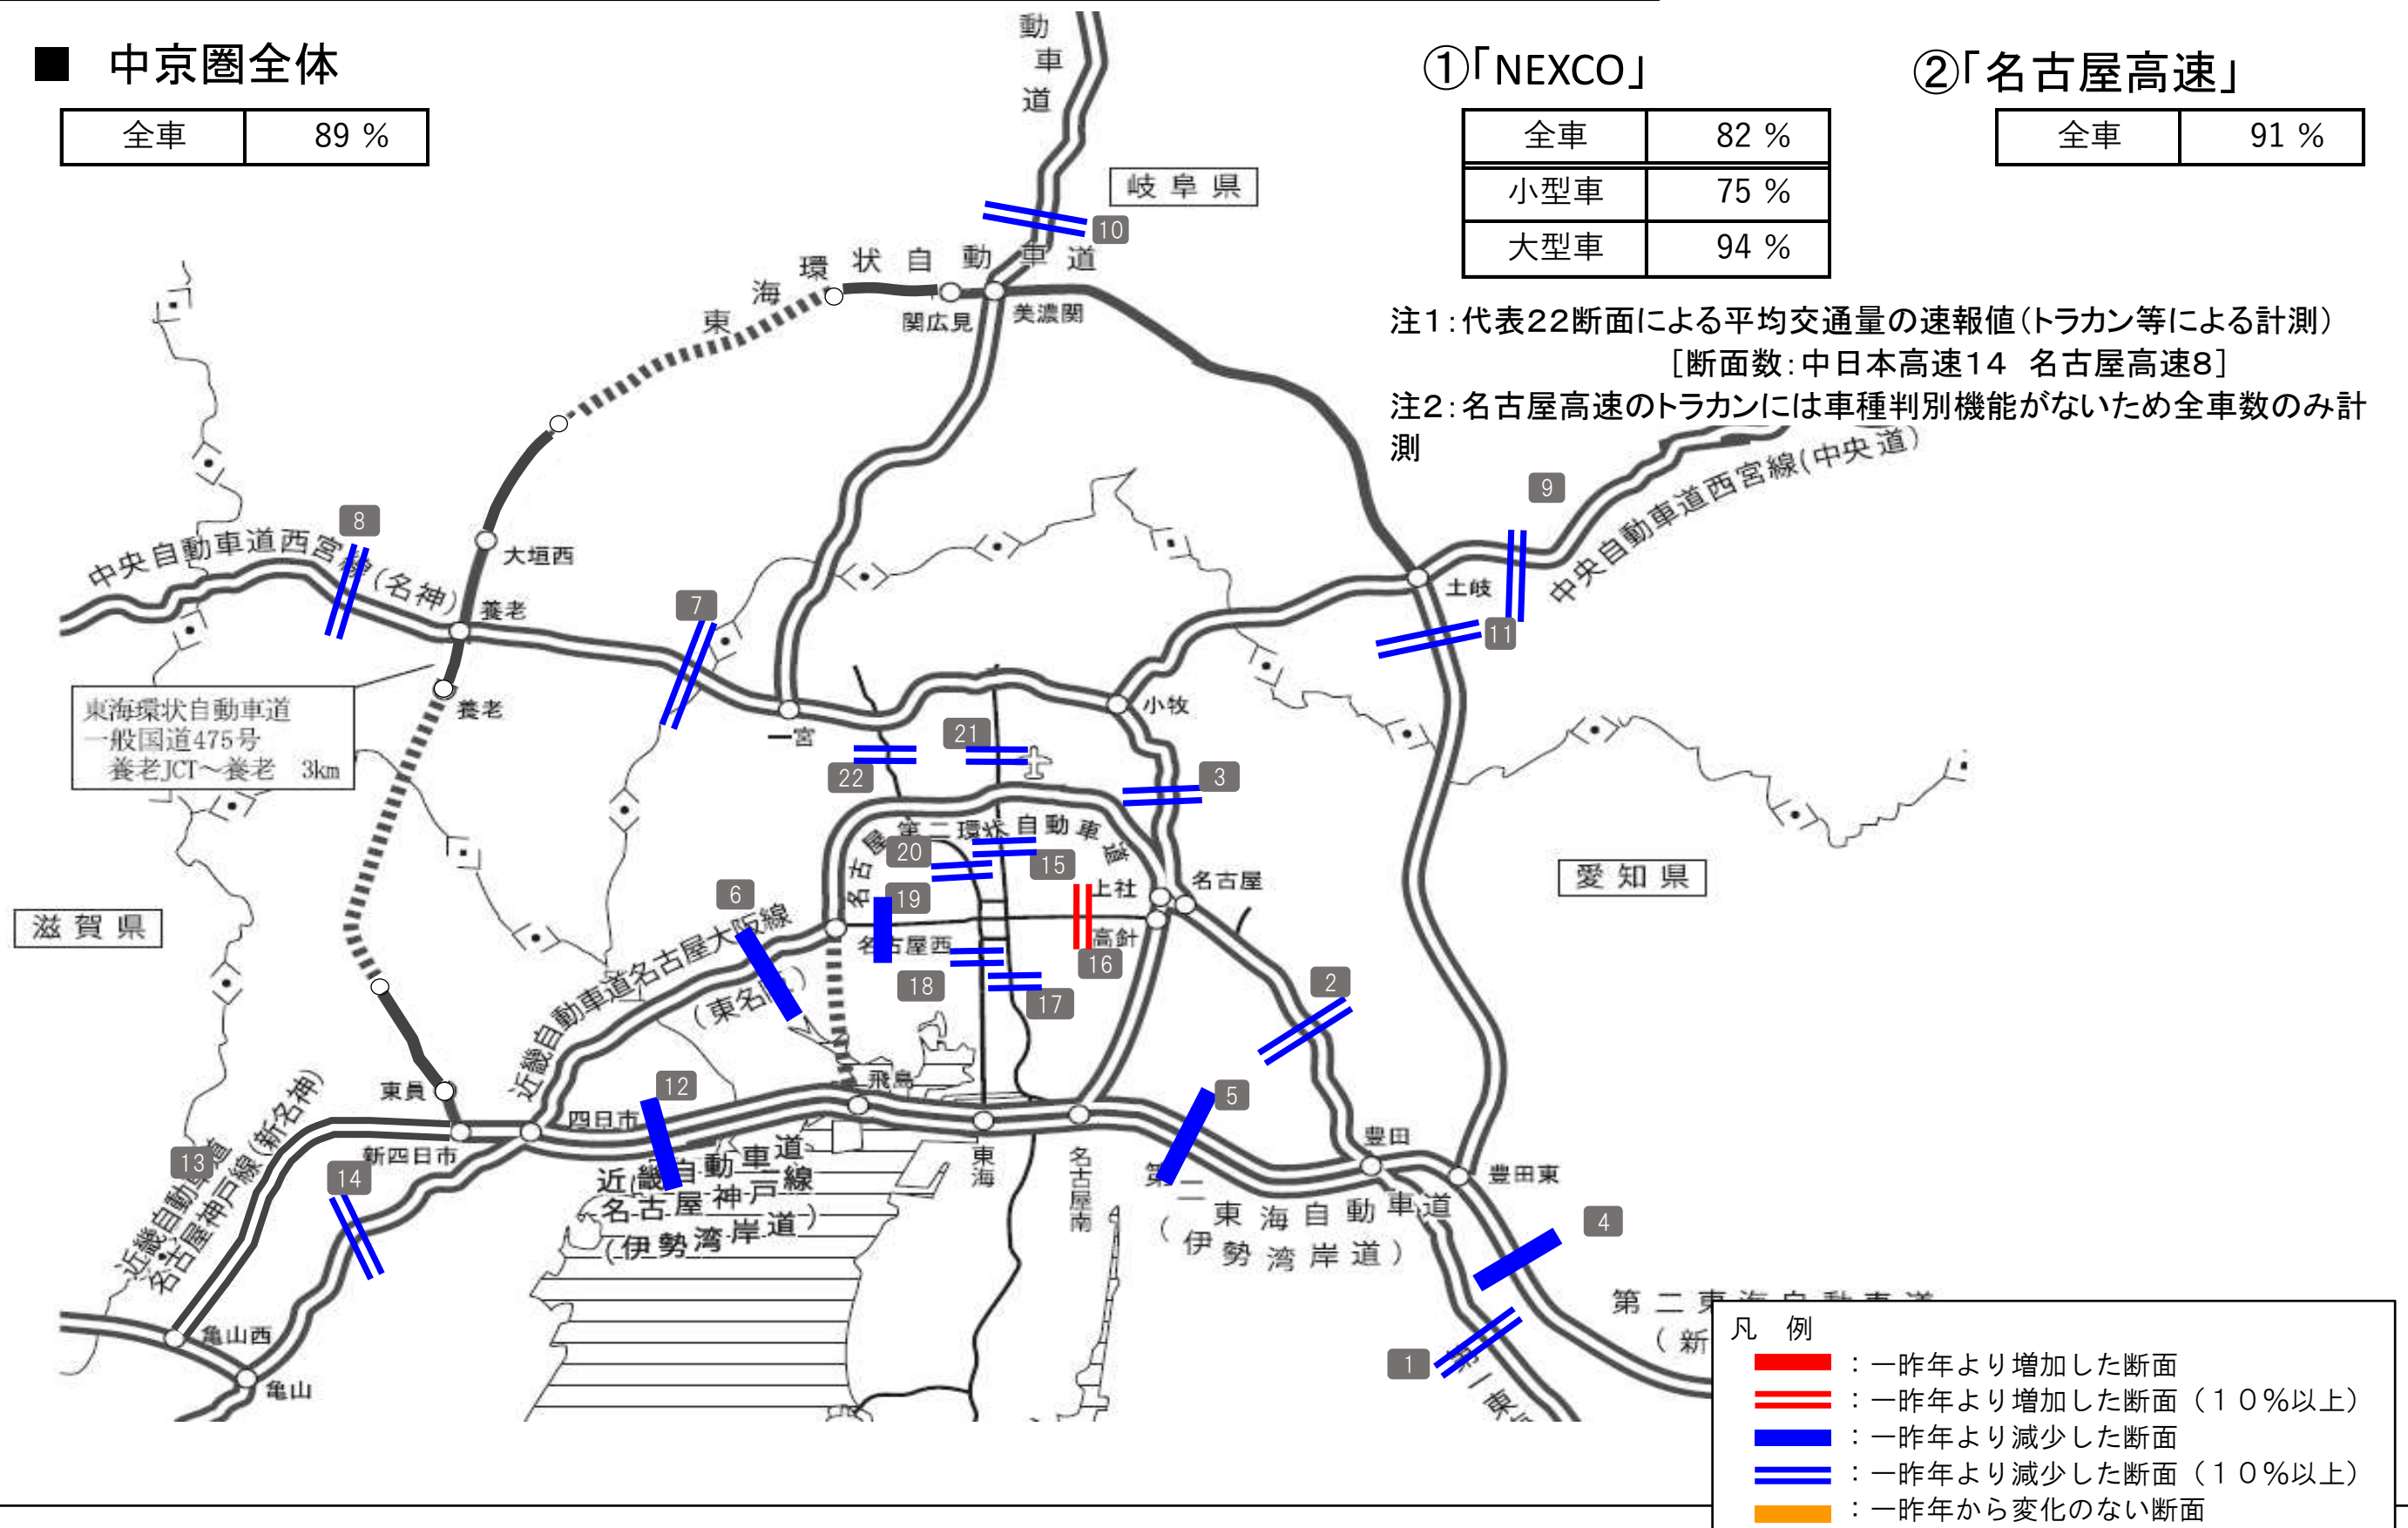 ■ 中京圏全体
全車 89 %
①「NEXCO」
全車 82 %
小型車 75 %
大型車 94 %
②「名古屋高速」
全車 91 %
注1：代表22断面による平均交通量の速報値（トラカン等による計測）
［断面数：中日本高速14 名古屋高速8］
注2：名古屋高速のトラカンには車種判別機能がないため全車数のみ計
測
動車道
岐阜県
10
東海環状自動車道
関広見
美濃関
9
中央自動車道西宮線(中央道)
8
中央自動車道西宮線(名神)
大垣西
養老
7
土岐
11
東海環状自動車道
一般国道475号
養老JCT～養老 3km
養老
一宮
小牧
21
22
3
名古屋第二環状自動車道
20
15
上社
名古屋
愛知県
19
6
滋賀県
名古屋西
高針
16
18
17
2
近畿自動車道名古屋大阪線
(東名阪)
飛島
東員
12
四日市
5
新四日市
13
14
近畿自動車道
名古屋神戸線(新名神)
近畿自動車道
名古屋神戸線
(伊勢湾岸道)
東海
名古屋南
豊田
豊田東
第二東海自動車道
(伊勢湾岸道)
4
亀山西
亀山
1
第一東
第二東海自動車道
(新
凡 例
：一昨年より増加した断面
：一昨年より増加した断面（１０％以上）
：一昨年より減少した断面
：一昨年より減少した断面（１０％以上）
：一昨年から変化のない断面